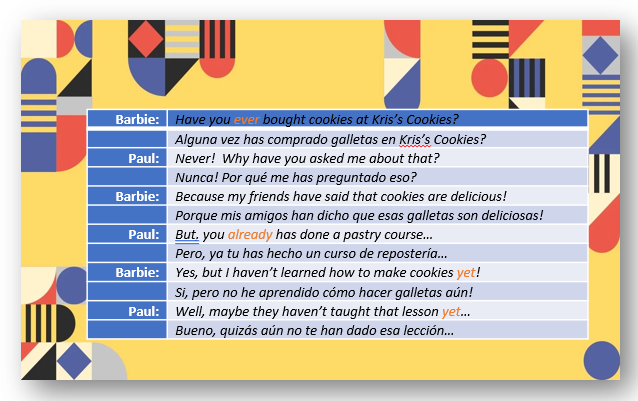 Barbie: Have you ever bought cookies at Kris's Cookies?
Alguna vez has comprado galletas en Kris's Cookies?
Paul: Never! Why have you asked me about that?
Nunca! Por qué me has preguntado eso?
Barbie: Because my friends have said that cookies are delicious!
Porque mis amigos han dicho que esas galletas son deliciosas!
Paul: But, you already has done a pastry course...
Pero, ya tu has hecho un curso de repostería...
Barbie: Yes, but I haven't learned how to make cookies yet!
Si, pero no he aprendido cómo hacer galletas aún!
Paul: Well, maybe they haven't taught that lesson yet...
Bueno, quizás aún no te han dado esa lección...